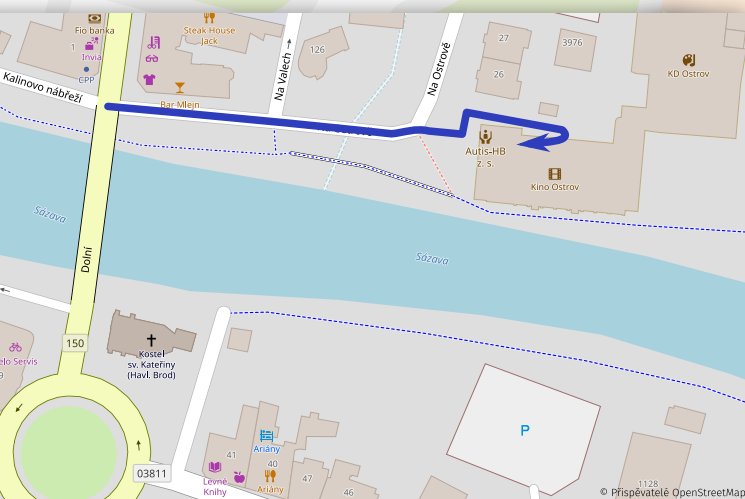 Fio banka
Steak House
Jack
1
Invia
ČPP
126
Na Valech
Na Ostrově
27
3976
26
KD Ostrov
Kalinovo nábřeží
Bar Mlejn
Autis-HB
z. s.
Kino Ostrov
Sázava
Sázava
Dolní
150
Kostel
sv. Kateřiny
(Havl. Brod)
elo Servis
9
P
03811
41
Ariány
40
Levné
Knihy
Ariány
47
46
1128
© Přispěvatelé OpenStreetMap